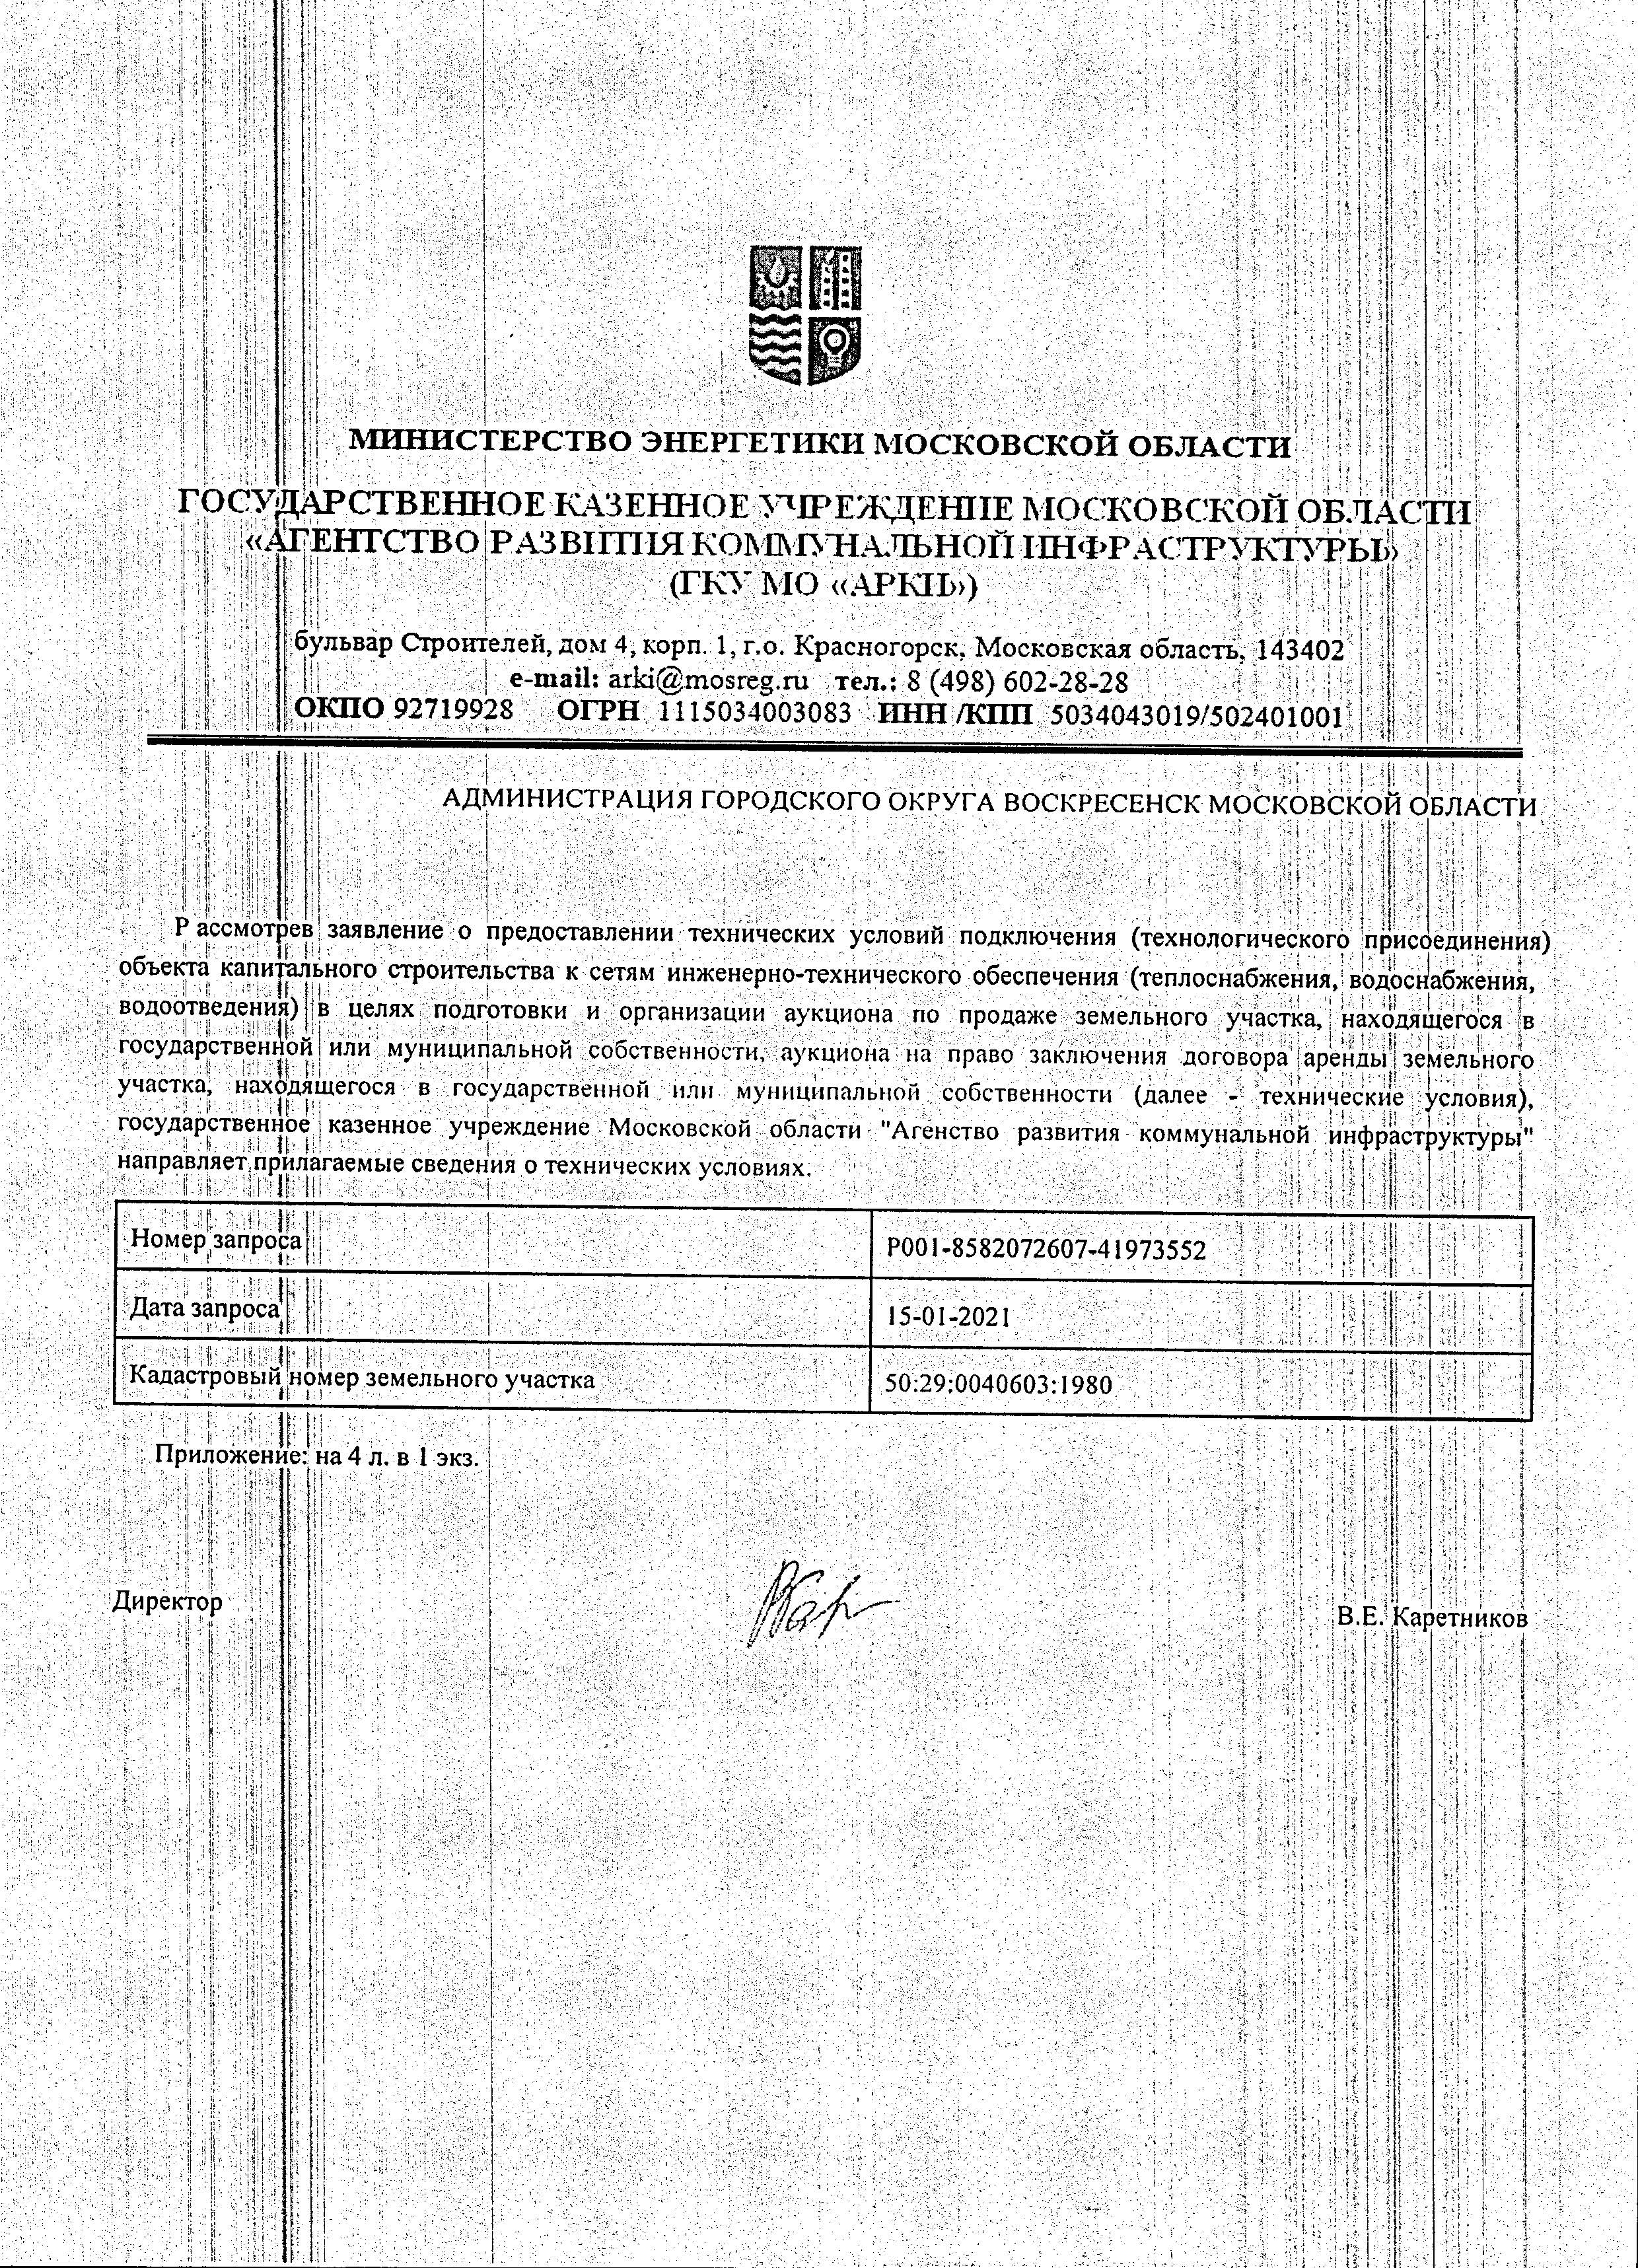 МИНИСТЕРСТВО ЭНЕРГЕТИКИ МОСКОВСКОЙ ОБЛАСТИ
ГОСУДАРСТВЕННОЕ КАЗЕННОЕ УЧРЕЖДЕНИЕ МОСКОВСКОЙ ОБЛАСТИ
«АГЕНТСТВО РАЗВИТИЯ КОММУНАЛЬНОЙ ИНФРАСТРУКТУРЫ»
(ГКУ МО «АРКИ»)
бульвар Строителей, дом 4, корп. 1, г.о. Красногорск, Московская область, 143402
e-mail: arki@mosreg.ru тел.: 8 (498) 602-28-28
ОКПО 92719928 ОГРН 1115034003083 ИНН /КПП 5034043019/502401001
АДМИНИСТРАЦИЯ ГОРОДСКОГО ОКРУГА ВОСКРЕСЕНСК МОСКОВСКОЙ ОБЛАСТИ
Р ассмотрев заявление о предоставлении технических условий подключения (технологического присоединения)
объекта капитального строительства к сетям инженерно-технического обеспечения (теплоснабжения, водоснабжения,
водоотведения) в целях подготовки и организации аукциона по продаже земельного участка, находящегося в
государственной или муниципальной собственности, аукциона на право заключения договора аренды земельного
участка, находящегося в государственной или муниципальной собственности (далее - технические условия),
государственное казенное учреждение Московской области "Агенство развития коммунальной инфраструктуры"
направляет прилагаемые сведения о технических условиях.
Номер запроса P001-8582072607-41973552
Дата запроса 15-01-2021
Кадастровый номер земельного участка 50:29:0040603:1980
Приложение: на 4 л. в 1 экз.
Директор В.Е. Каретников